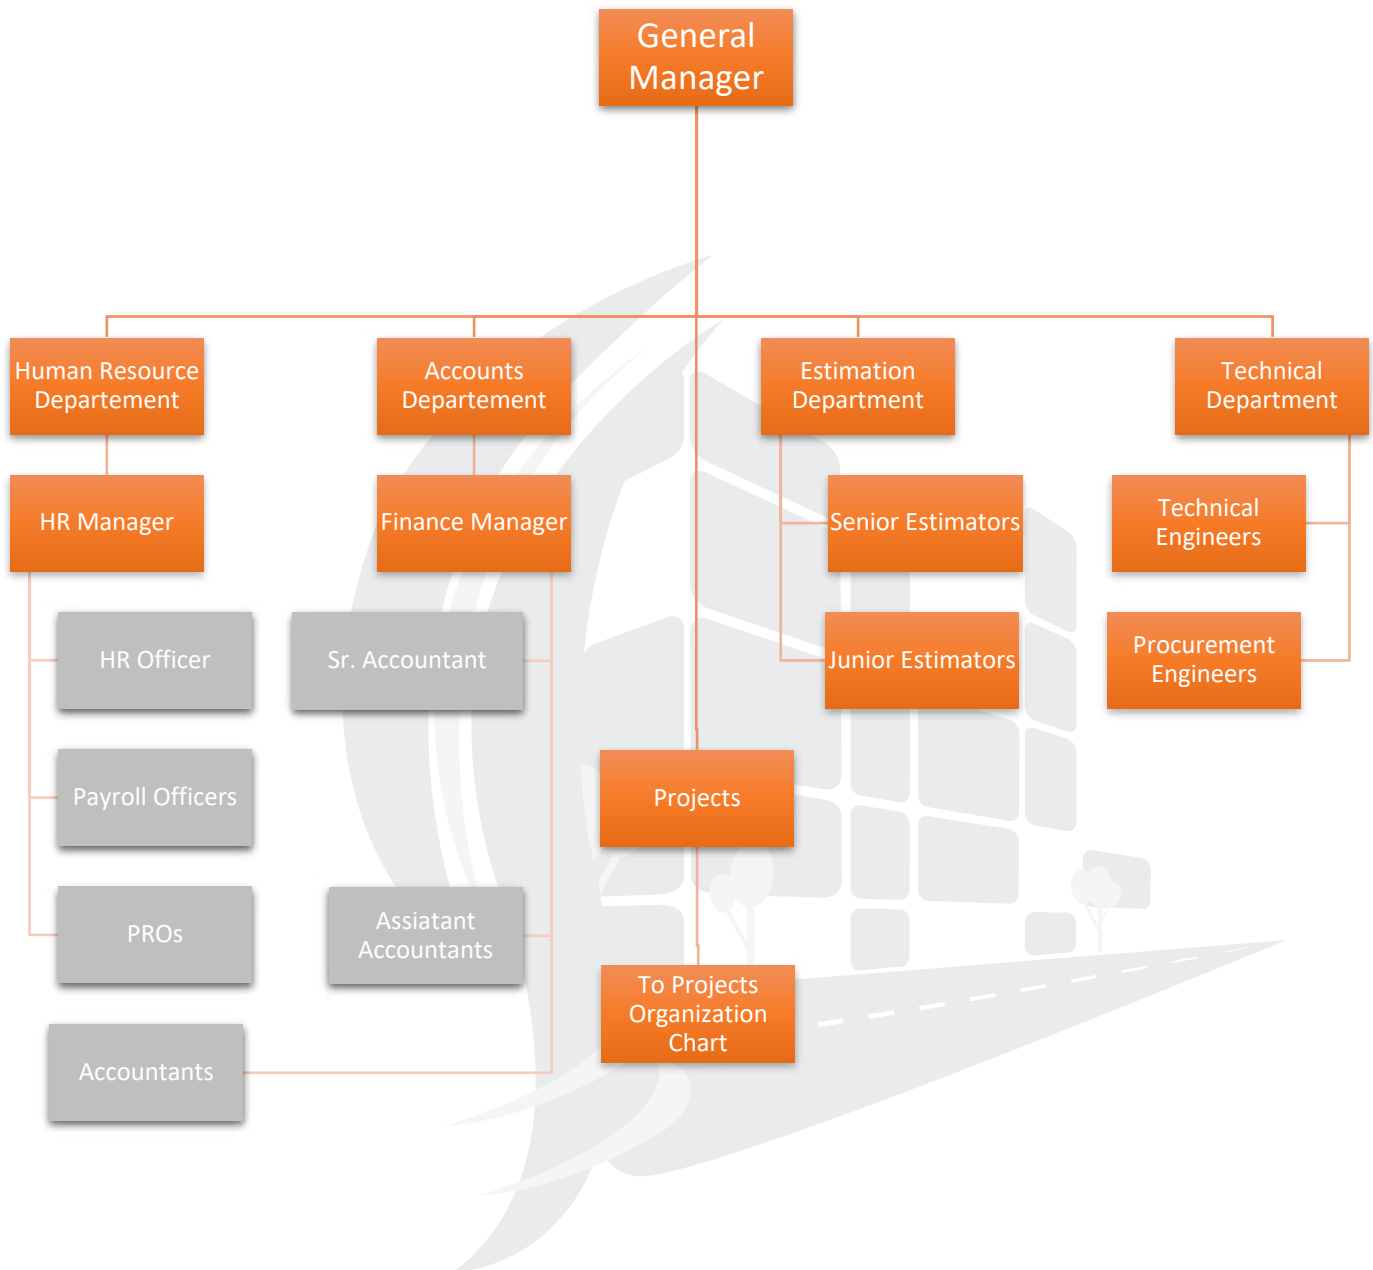 General
Manager
Human Resource
Departement
Accounts
Departement
Estimation
Department
Technical
Department
HR Manager
Finance Manager
Senior Estimators
Technical
Engineers
HR Officer
Sr. Accountant
Junior Estimators
Procurement
Engineers
Payroll Officers
Projects
PROs
Assiatant
Accountants
To Projects
Organization
Chart
Accountants